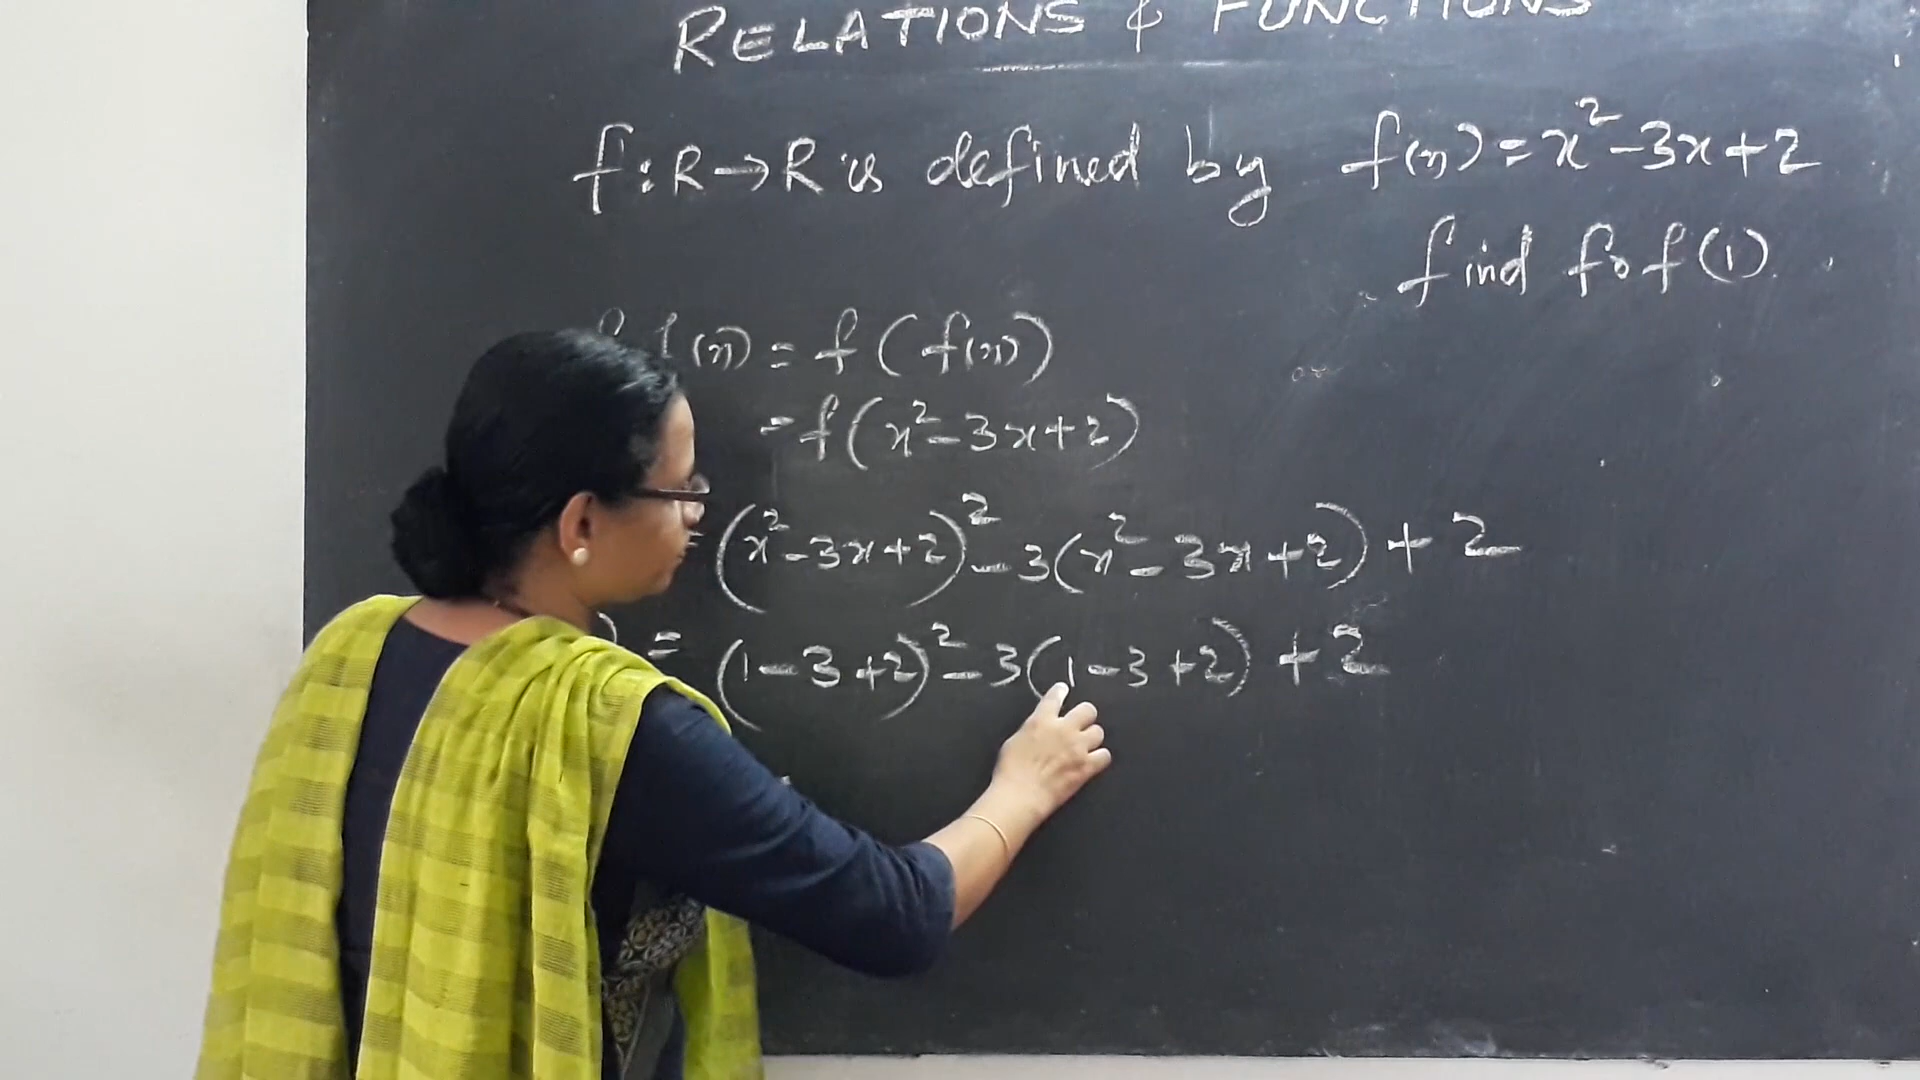 RELATIONS & FUNCTIONS
f: R→R is defined by f(x) = x² - 3x + 2
find fof(1).
f(x) = f(f(x))
= f(x² - 3x + 2)
= (x² - 3x + 2)² - 3(x² - 3x + 2) + 2
) = (1 - 3 + 2)² - 3(1 - 3 + 2) + 2